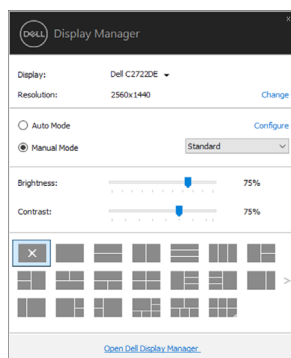 x
DELL Display Manager
Display: Dell C2722DE
Resolution: 2560x1440 Change
Auto Mode Configure
Manual Mode Standard
Brightness: 75%
Contrast: 75%
Open Dell Display Manager